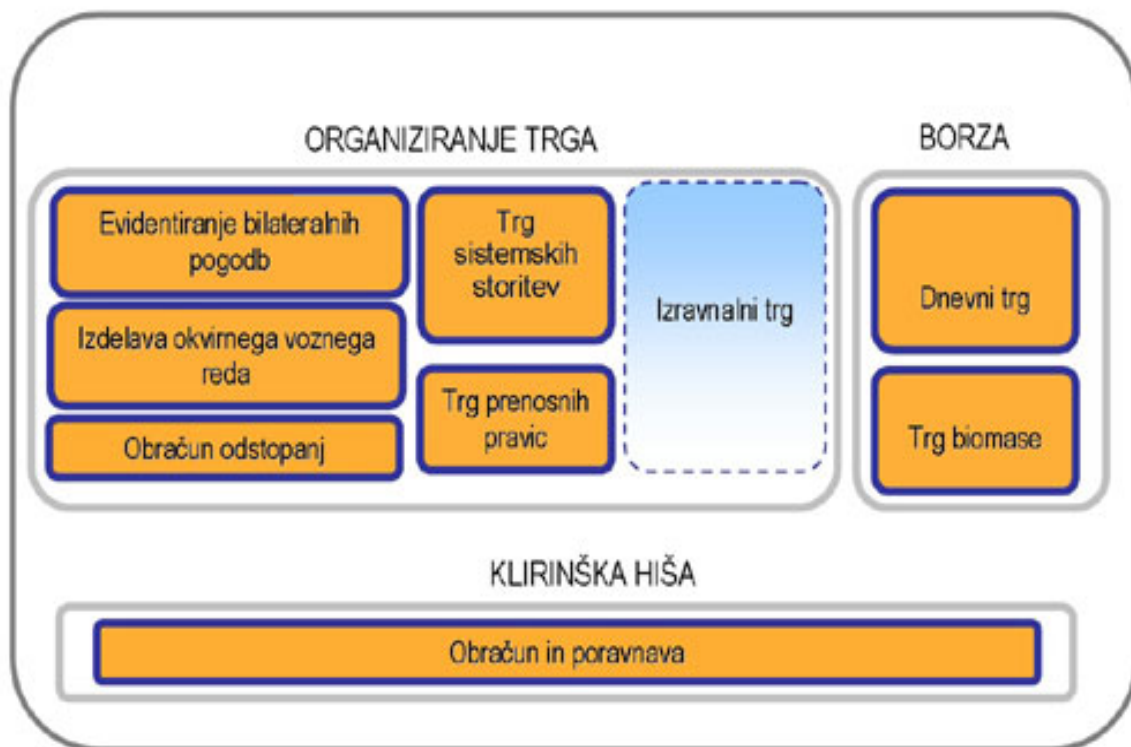 ORGANIZIRANJE TRGA
Evidentiranje bilateralnih
pogodb
Izdelava okvirnega voznega
reda
Obračun odstopanj
Trg
sistemskih
storitev
Trg prenosnih
pravic
Izravnalni trg
BORZA
Dnevni trg
Trg biomase
KLIRINŠKA HIŠA
Obračun in poravnava